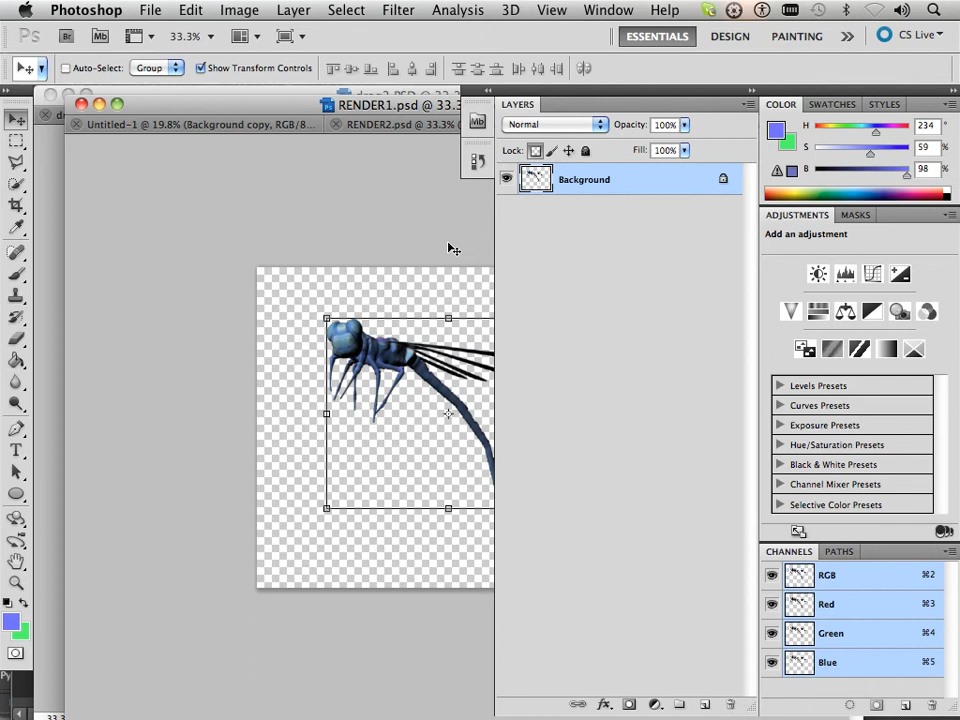 Photoshop File Edit Image Layer Select Filter Analysis 3D View Window Help
Ps Br Mb 33.3% ESSENTIALS DESIGN PAINTING CS Live
Auto-Select: Group Show Transform Controls
RENDER1.psd @ 33.3
Untitled-1 @ 19.8% (Background copy, RGB/8... RENDER2.psd @ 33.3% (
Mb
LAYERS
Normal Opacity: 100%
Lock: Fill: 100%
Background
COLOR SWATCHES STYLES
H 234 °
S 59 %
B 98 %
ADJUSTMENTS MASKS
Add an adjustment
Levels Presets
Curves Presets
Exposure Presets
Hue/Saturation Presets
Black & White Presets
Channel Mixer Presets
Selective Color Presets
CHANNELS PATHS
RGB ⌘2
Red ⌘3
Green ⌘4
Blue ⌘5